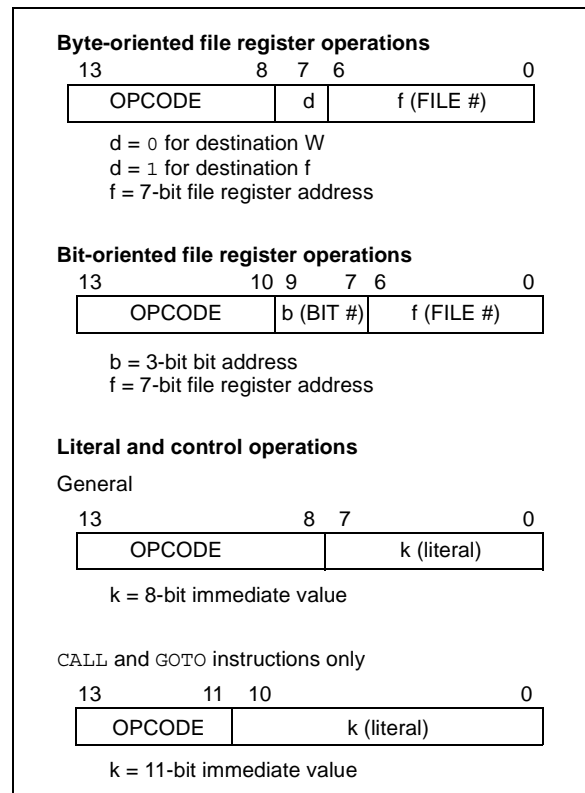 Byte-oriented file register operations
13 8 7 6 0
OPCODE d f (FILE #)
d = 0 for destination W
d = 1 for destination f
f = 7-bit file register address
Bit-oriented file register operations
13 10 9 7 6 0
OPCODE b (BIT #) f (FILE #)
b = 3-bit bit address
f = 7-bit file register address
Literal and control operations
General
13 8 7 0
OPCODE k (literal)
k = 8-bit immediate value
CALL and GOTO instructions only
13 11 10 0
OPCODE k (literal)
k = 11-bit immediate value